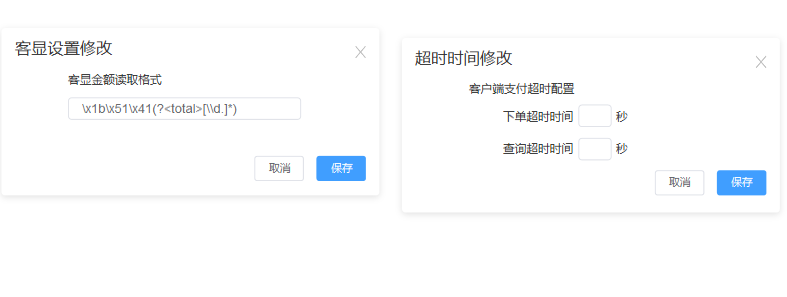 客显设置修改
客显金额读取格式
\x1b\x51\x41(?<total>[\\d.]*)
取消
保存
超时时间修改
客户端支付超时配置
下单超时时间 秒
查询超时时间 秒
取消
保存